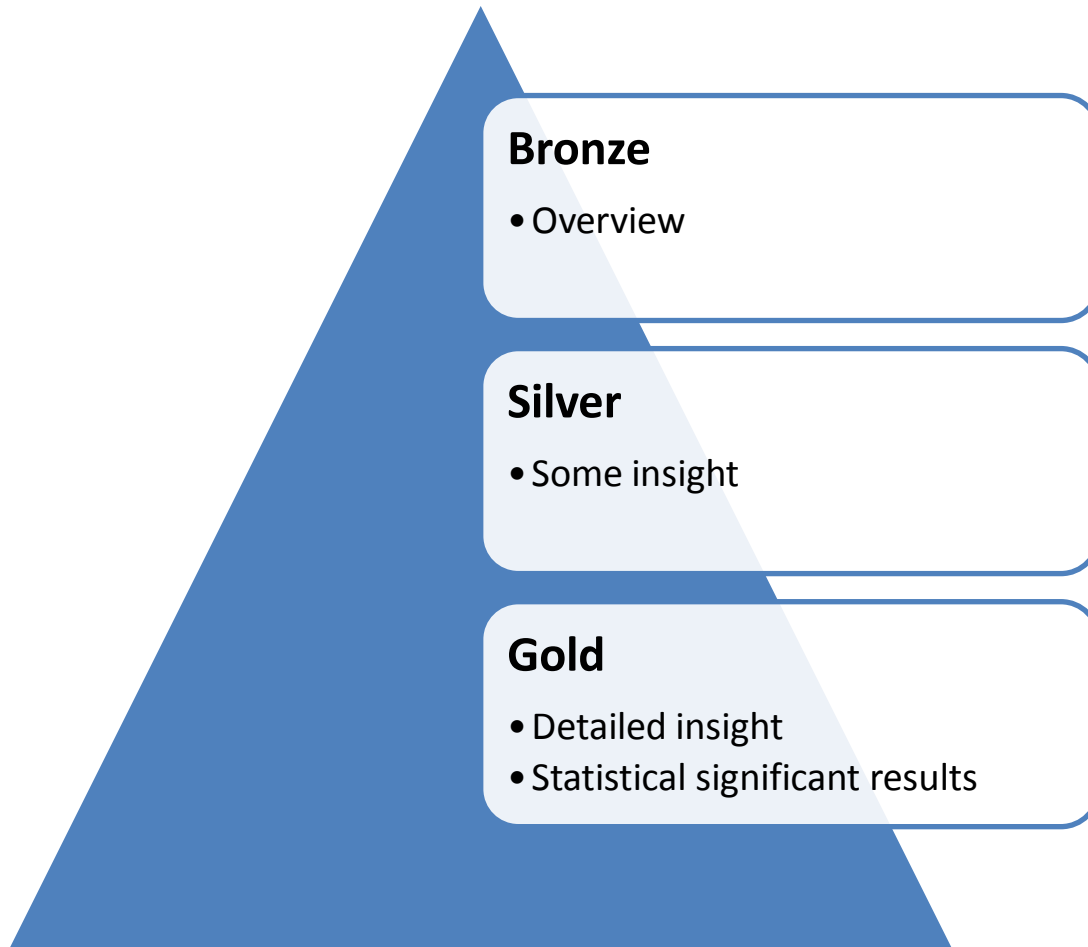 Bronze
• Overview
Silver
• Some insight
Gold
• Detailed insight
• Statistical significant results